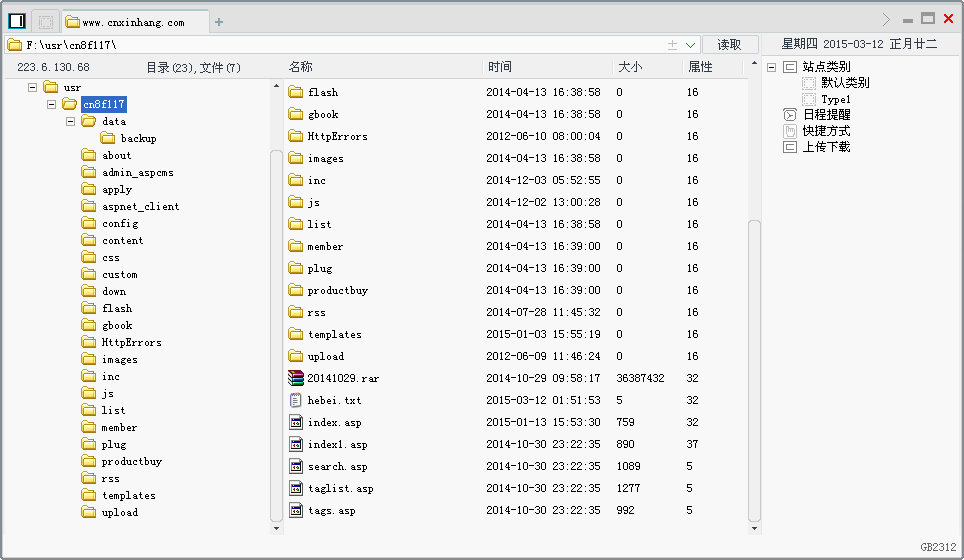 www.cnxinhang.com
F:\usr\cn8f117\
读取
星期四 2015-03-12 正月廿二
223.6.130.68
目录(23),文件(7)
usr
cn8f117
data
backup
about
admin_aspcms
apply
aspnet_client
config
content
css
custom
down
flash
gbook
HttpErrors
images
inc
js
list
member
plug
productbuy
rss
templates
upload
名称 时间 大小 属性
flash 2014-04-13 16:38:58 0 16
gbook 2014-04-13 16:38:58 0 16
HttpErrors 2012-06-10 08:00:04 0 16
images 2014-04-13 16:38:58 0 16
inc 2014-12-03 05:52:55 0 16
js 2014-12-02 13:00:28 0 16
list 2014-04-13 16:38:58 0 16
member 2014-04-13 16:39:00 0 16
plug 2014-04-13 16:39:00 0 16
productbuy 2014-04-13 16:39:00 0 16
rss 2014-07-28 11:45:32 0 16
templates 2015-01-03 15:55:19 0 16
upload 2012-06-09 11:46:24 0 16
20141029.rar 2014-10-29 09:58:17 36387432 32
hebei.txt 2015-03-12 01:51:53 5 32
index.asp 2015-01-13 15:53:30 759 32
index1.asp 2014-10-30 23:22:35 890 37
search.asp 2014-10-30 23:22:35 1089 5
taglist.asp 2014-10-30 23:22:35 1277 5
tags.asp 2014-10-30 23:22:35 992 5
站点类别
默认类别
Type1
日程提醒
快捷方式
上传下载
GB2312